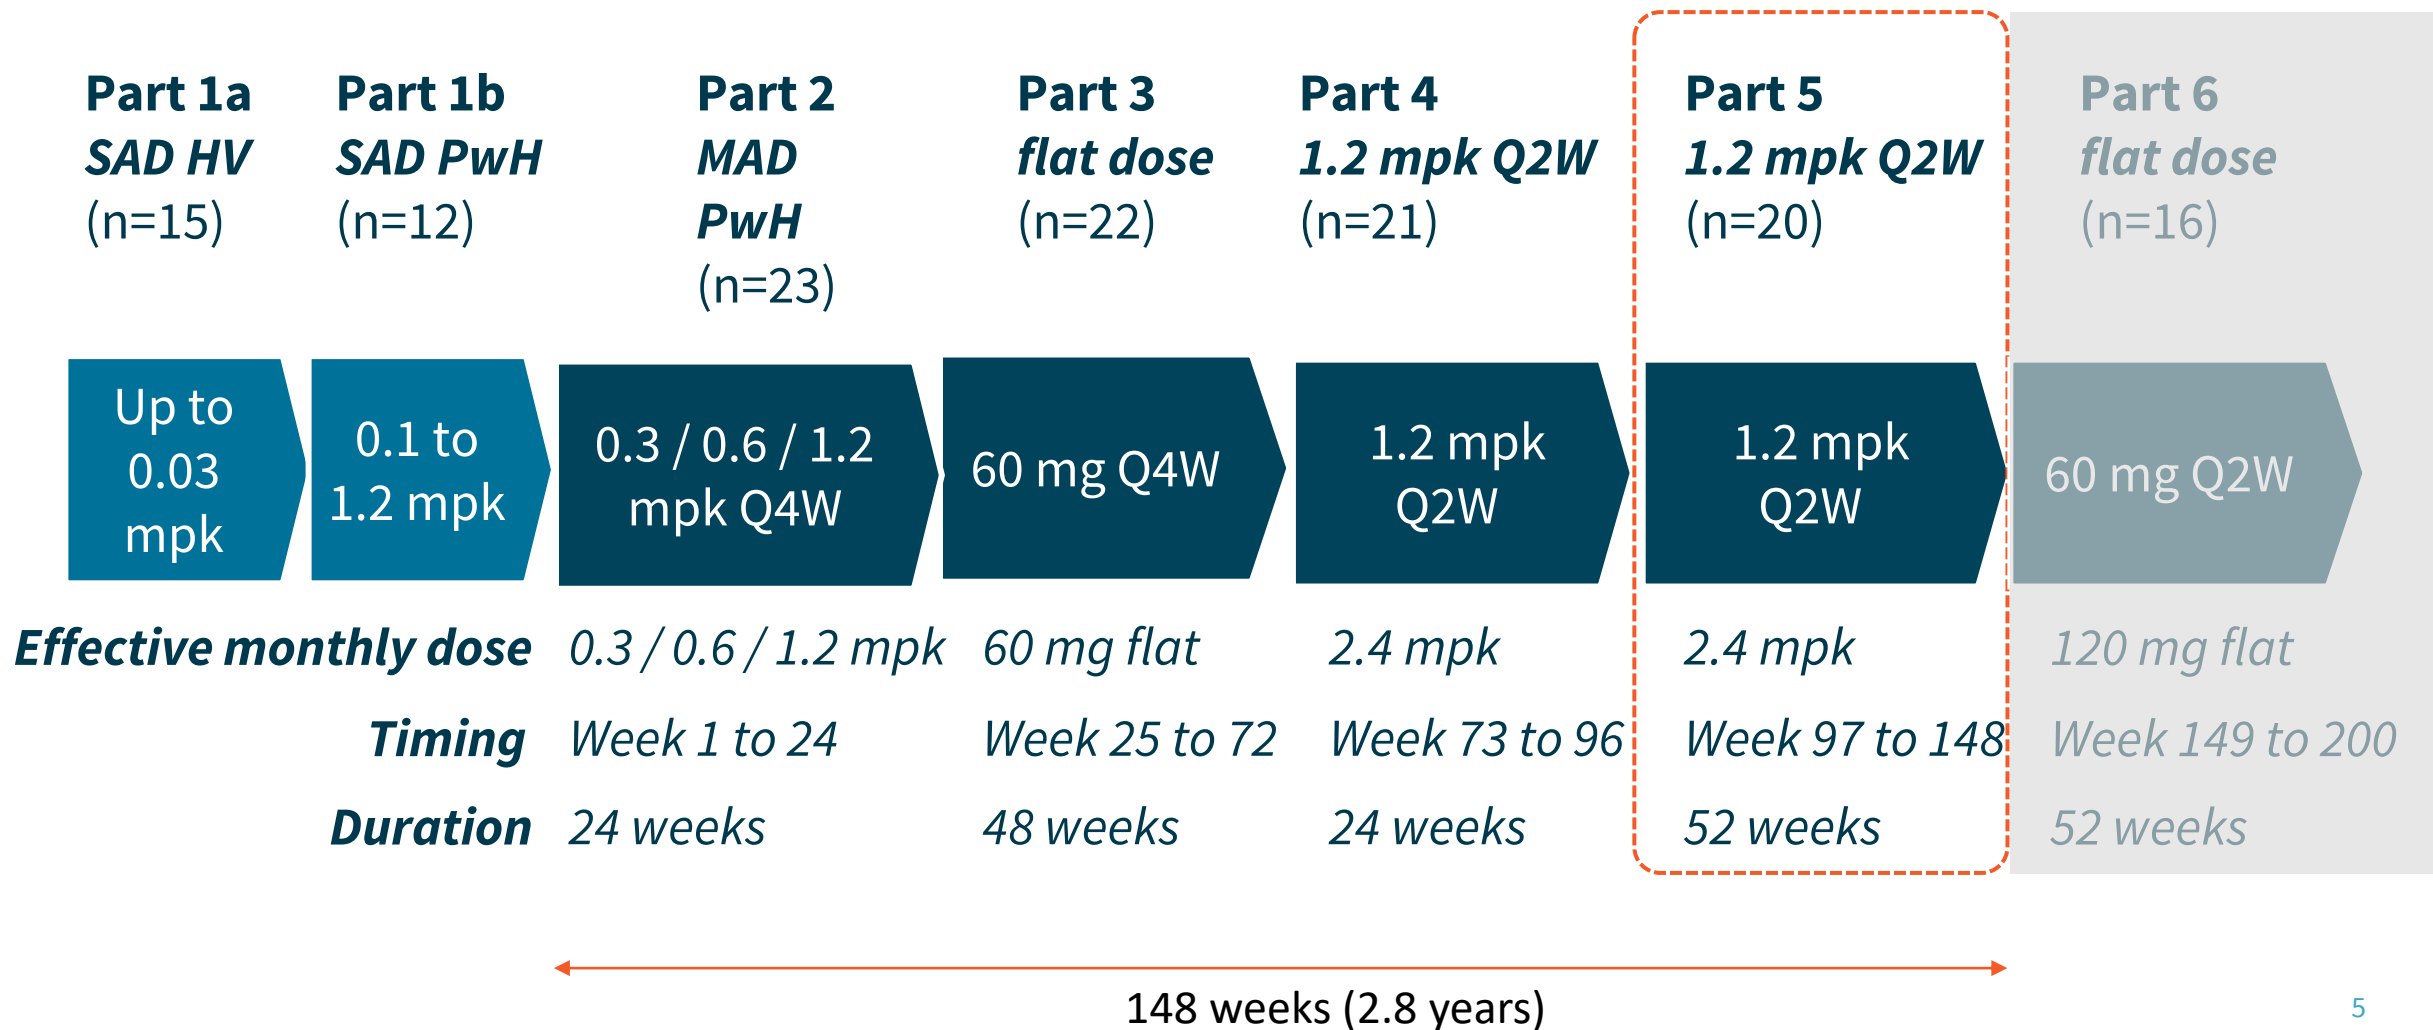 Part 1a
SAD HV
(n=15)
Part 1b
SAD PwH
(n=12)
Part 2
MAD
PwH
(n=23)
Part 3
flat dose
(n=22)
Part 4
1.2 mpk Q2W
(n=21)
Part 5
1.2 mpk Q2W
(n=20)
Part 6
flat dose
(n=16)
Up to
0.03
mpk
0.1 to
1.2 mpk
0.3 / 0.6 / 1.2
mpk Q4W
60 mg Q4W
1.2 mpk
Q2W
1.2 mpk
Q2W
60 mg Q2W
Effective monthly dose 0.3 / 0.6 / 1.2 mpk 60 mg flat 2.4 mpk 2.4 mpk 120 mg flat
Timing Week 1 to 24 Week 25 to 72 Week 73 to 96 Week 97 to 148 Week 149 to 200
Duration 24 weeks 48 weeks 24 weeks 52 weeks 52 weeks
148 weeks (2.8 years)
5